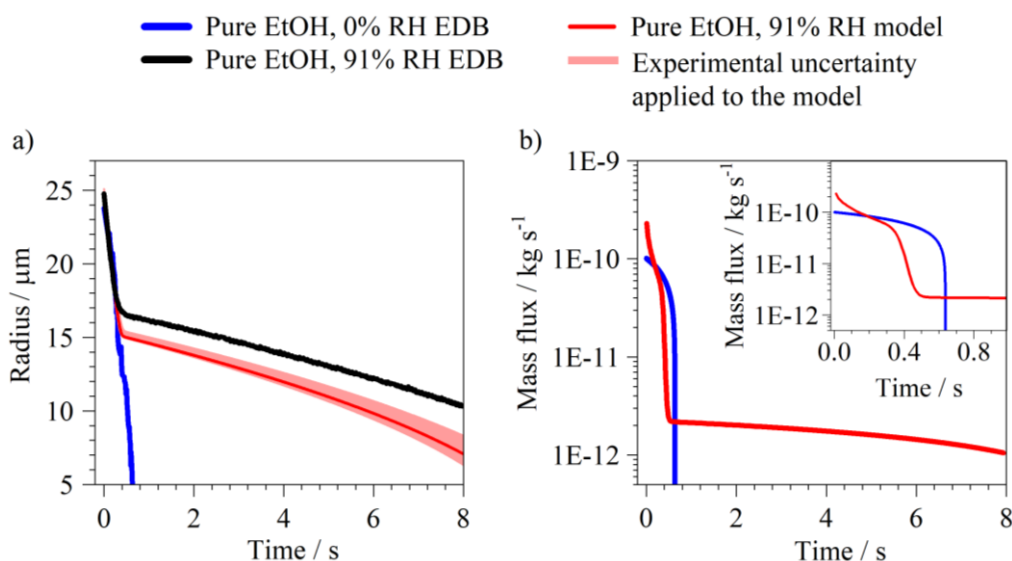 Pure EtOH, 0% RH EDB
Pure EtOH, 91% RH EDB
Pure EtOH, 91% RH model
Experimental uncertainty
applied to the model
a)
25
20
15
10
5
Radius / μm
0
2
4
6
8
Time / s
b)
1E-9
1E-10
1E-11
1E-12
Mass flux / kg s⁻¹
0
2
4
6
8
Time / s
1E-10
1E-11
1E-12
Mass flux / kg s⁻¹
0.0
0.4
0.8
Time / s